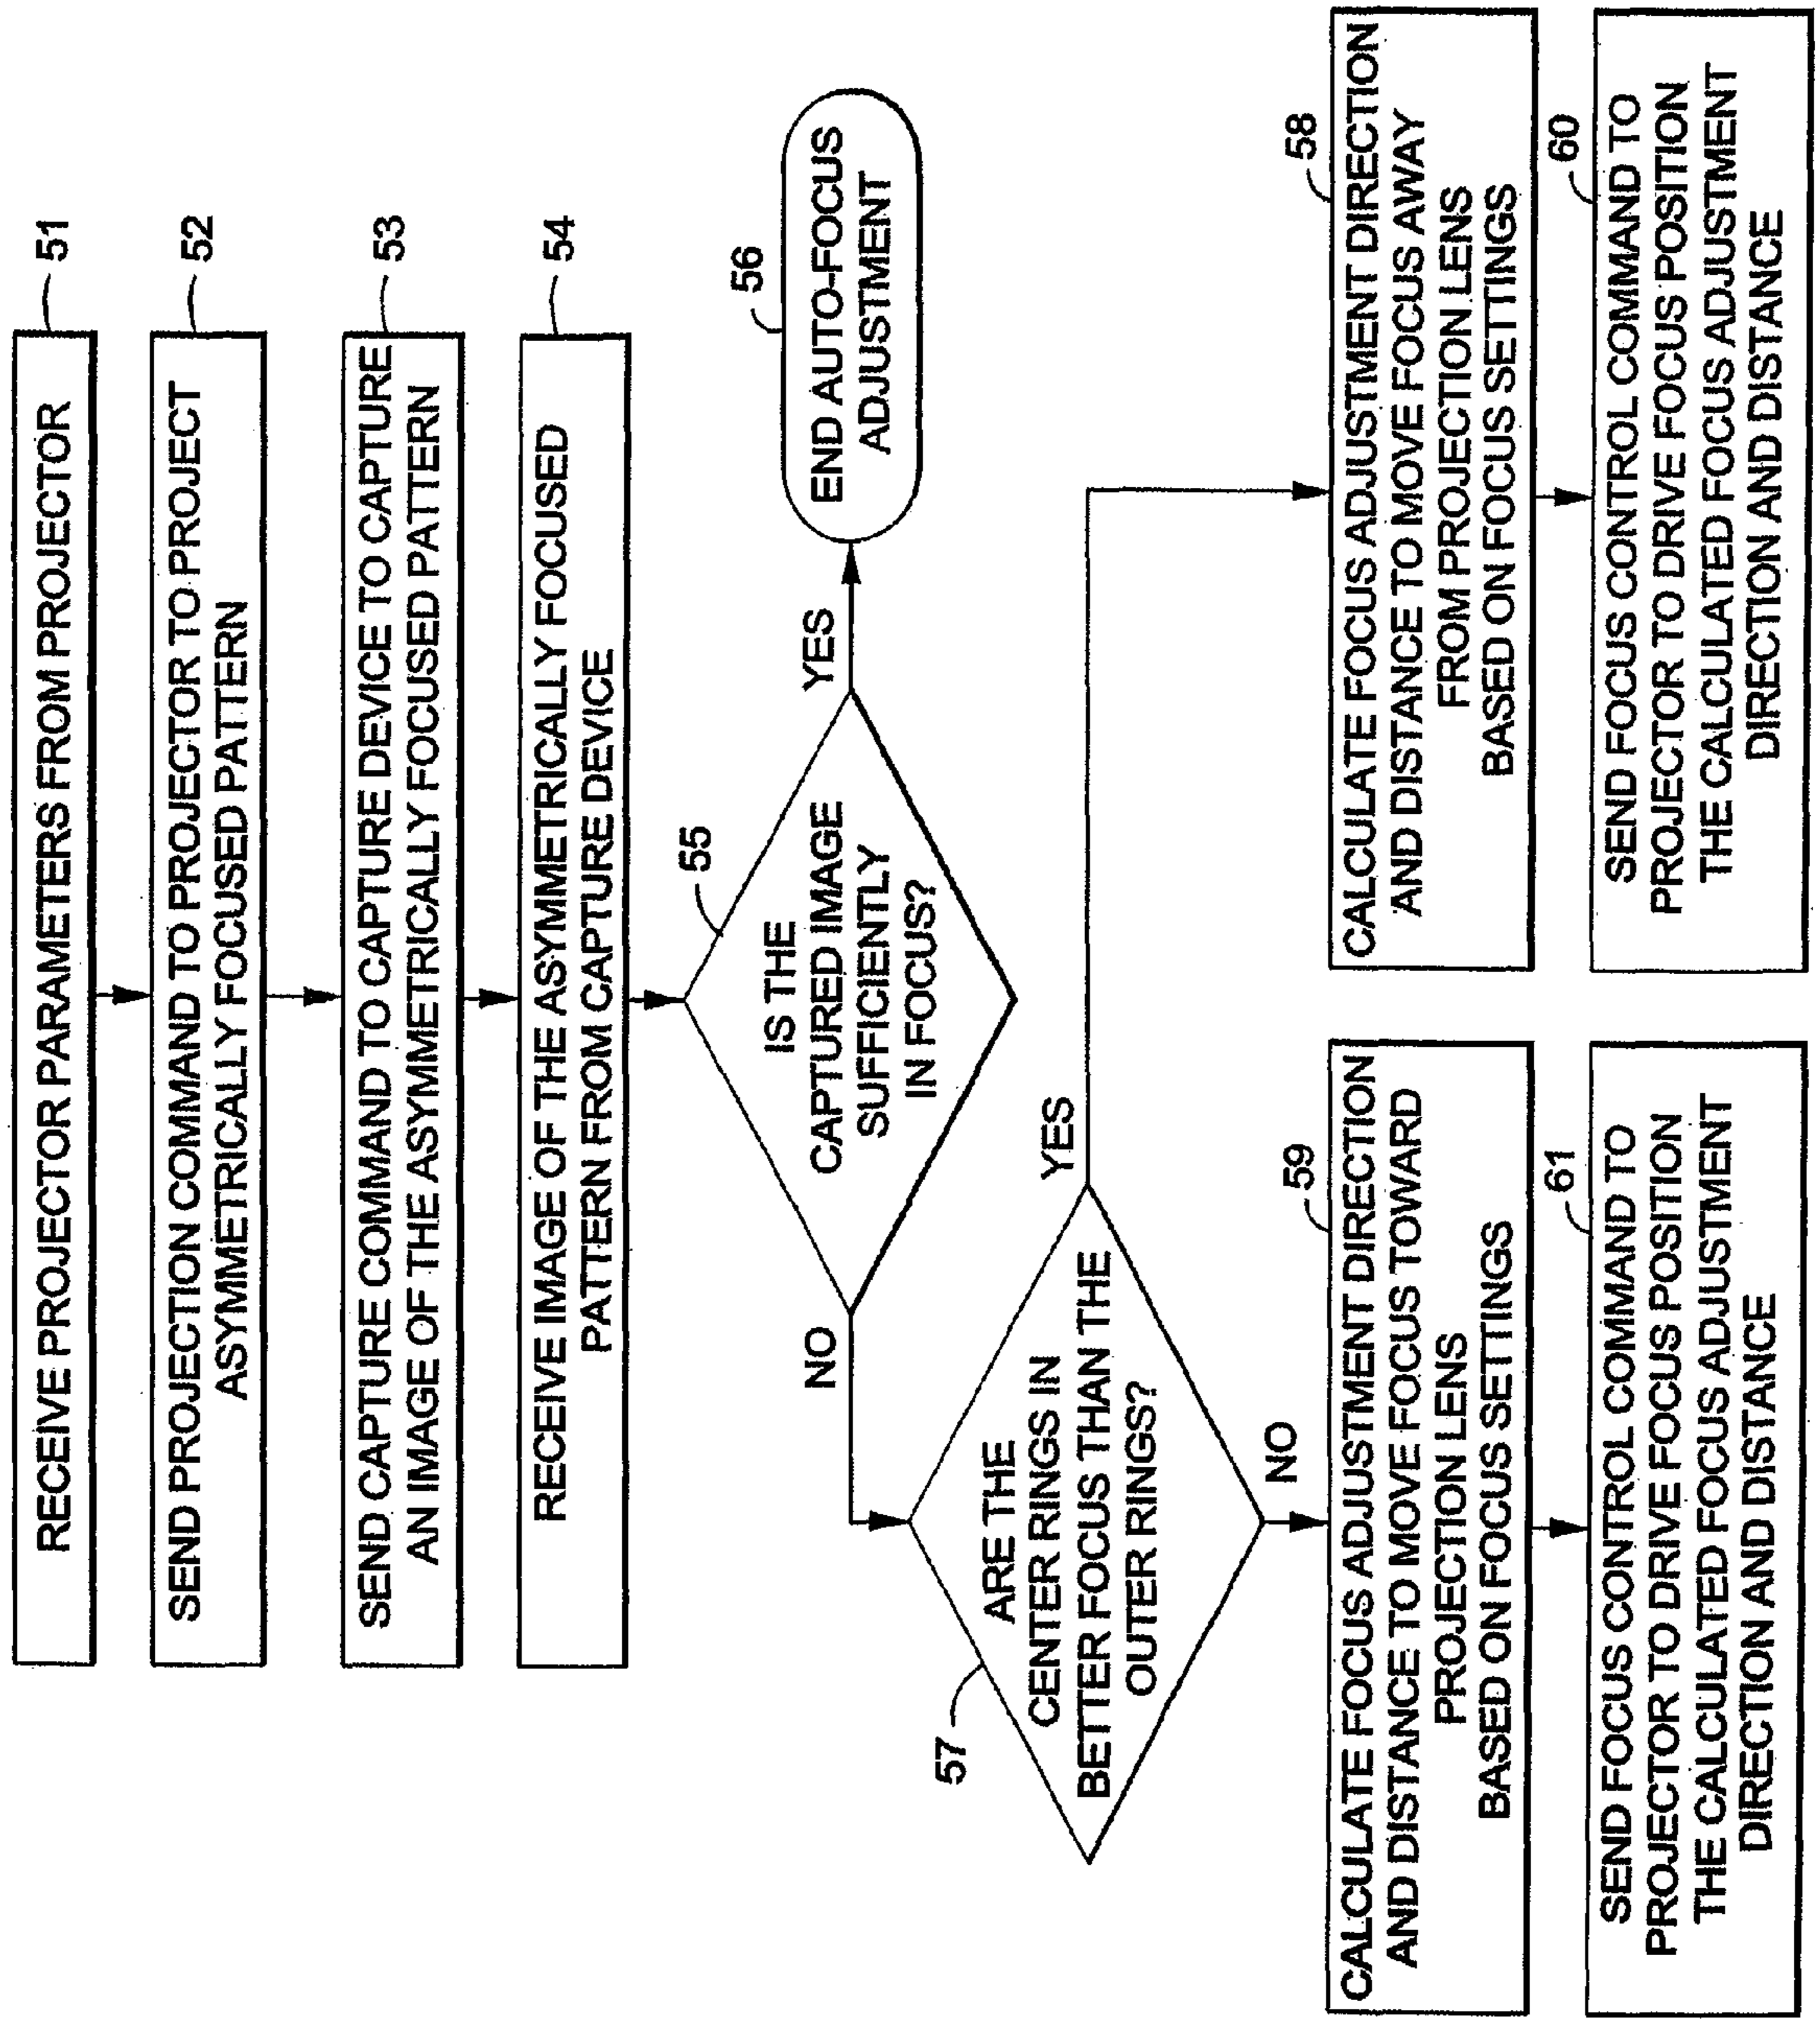 RECEIVE PROJECTOR PARAMETERS FROM PROJECTOR
51
SEND PROJECTION COMMAND TO PROJECTOR TO PROJECT
ASYMMETRICALLY FOCUSED PATTERN
52
SEND CAPTURE COMMAND TO CAPTURE DEVICE TO CAPTURE
AN IMAGE OF THE ASYMMETRICALLY FOCUSED PATTERN
53
RECEIVE IMAGE OF THE ASYMMETRICALLY FOCUSED
PATTERN FROM CAPTURE DEVICE
54
IS THE
CAPTURED IMAGE
SUFFICIENTLY
IN FOCUS?
55
YES
END AUTO-FOCUS
ADJUSTMENT
56
NO
ARE THE
CENTER RINGS IN
BETTER FOCUS THAN THE
OUTER RINGS?
57
YES
NO
CALCULATE FOCUS ADJUSTMENT DIRECTION
AND DISTANCE TO MOVE FOCUS TOWARD
PROJECTION LENS
BASED ON FOCUS SETTINGS
59
CALCULATE FOCUS ADJUSTMENT DIRECTION
AND DISTANCE TO MOVE FOCUS AWAY
FROM PROJECTION LENS
BASED ON FOCUS SETTINGS
58
SEND FOCUS CONTROL COMMAND TO
PROJECTOR TO DRIVE FOCUS POSITION
THE CALCULATED FOCUS ADJUSTMENT
DIRECTION AND DISTANCE
61
SEND FOCUS CONTROL COMMAND TO
PROJECTOR TO DRIVE FOCUS POSITION
THE CALCULATED FOCUS ADJUSTMENT
DIRECTION AND DISTANCE
60